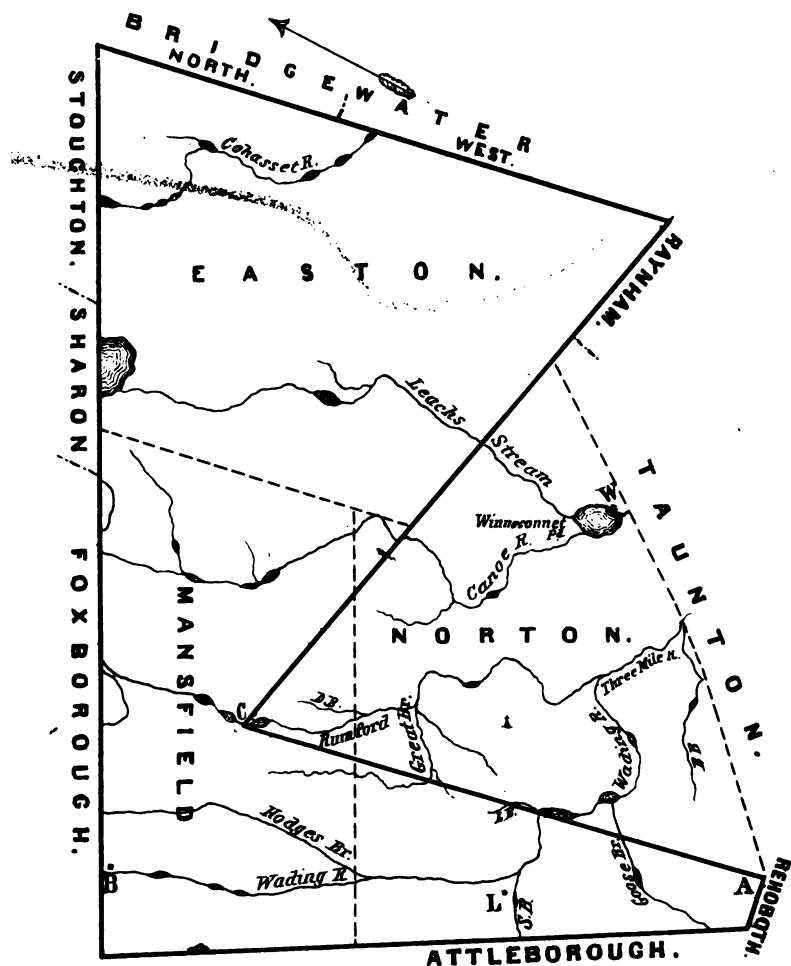 BRIDGEWATER
NORTH.
WEST.
STOUGHTON.
Cohasset R.
EASTON.
RAYNHAM.
SHARON
Leachs Stream
TAUNTON.
W
Winneconnet Pd.
Canoe R.
FOXBOROUGH.
MANSFIELD
NORTON.
Three Mile R.
C
B.B.
Rumford
Great Br.
Wading R.
Hodges Br.
Wading R.
B
L
S.B.
Goose Br.
A
REHOBOTH.
ATTLEBOROUGH.